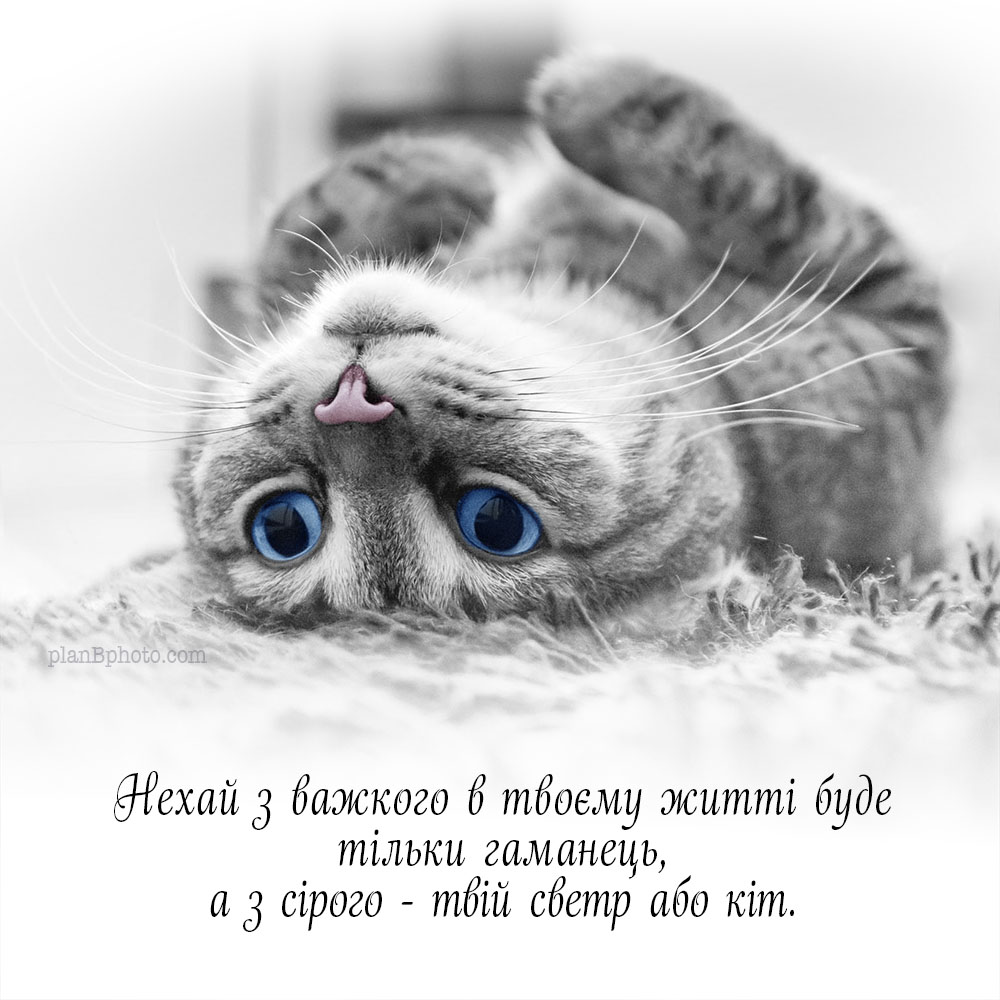 planBphoto.com
Нехай з важкого в твоєму житті буде
тільки гаманець,
а з сірого - твій светр або кіт.